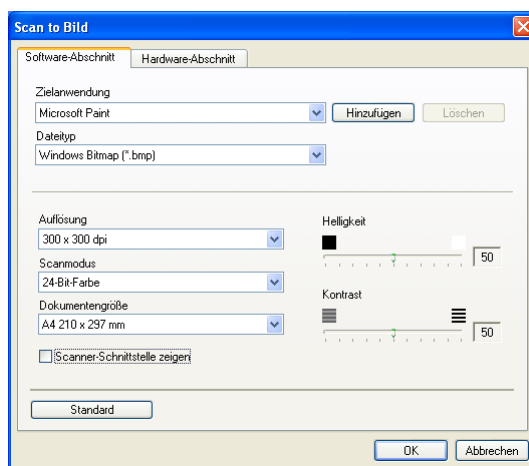 Scan to Bild
Software-Abschnitt Hardware-Abschnitt
Zielanwendung
Microsoft Paint Hinzufügen Löschen
Dateityp
Windows Bitmap (*.bmp)
Auflösung Helligkeit
300 x 300 dpi
50
Scanmodus
24-Bit-Farbe
Kontrast
Dokumentengröße
A4 210 x 297 mm
50
Scanner-Schnittstelle zeigen
Standard
OK Abbrechen